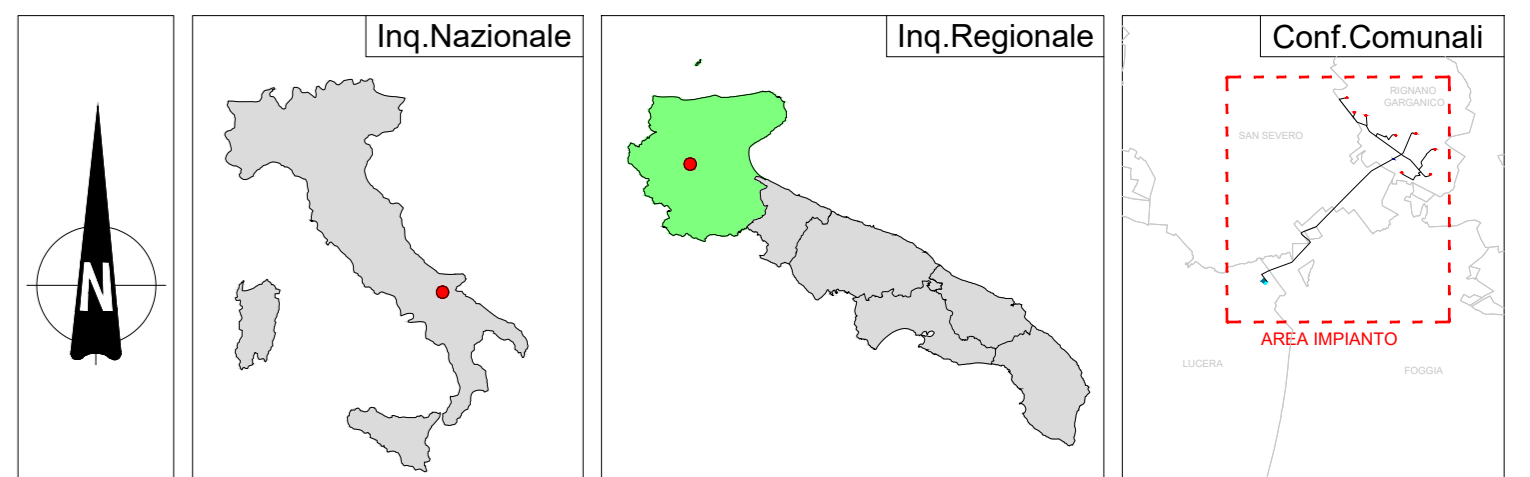 N
Inq.Nazionale
Inq.Regionale
Conf.Comunali
RIGNANO
GARGANICO
SAN SEVERO
AREA IMPIANTO
LUCERA
FOGGIA